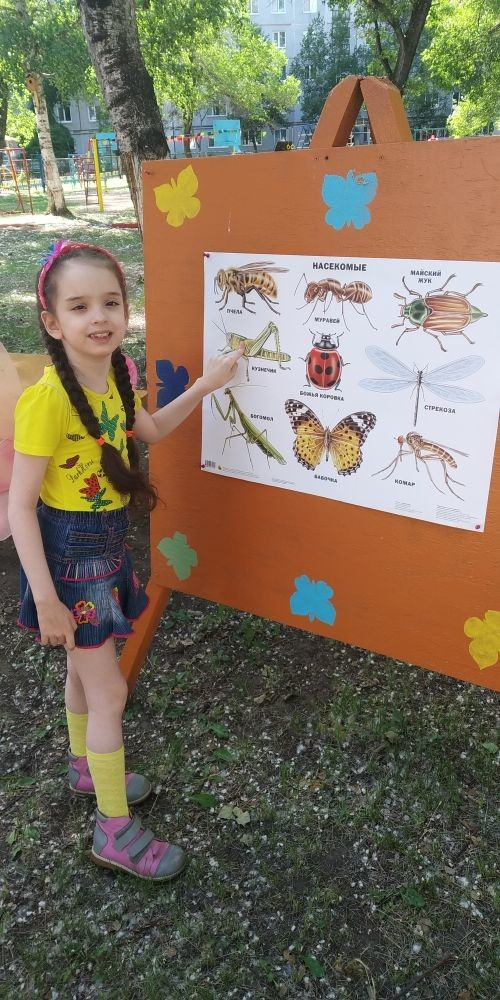 НАСЕКОМЫЕ
ПЧЕЛА
МУРАВЕЙ
МАЙСКИЙ
ЖУК
КУЗНЕЧИК
БОЖЬЯ КОРОВКА
СТРЕКОЗА
БОГОМОЛ
БАБОЧКА
КОМАР